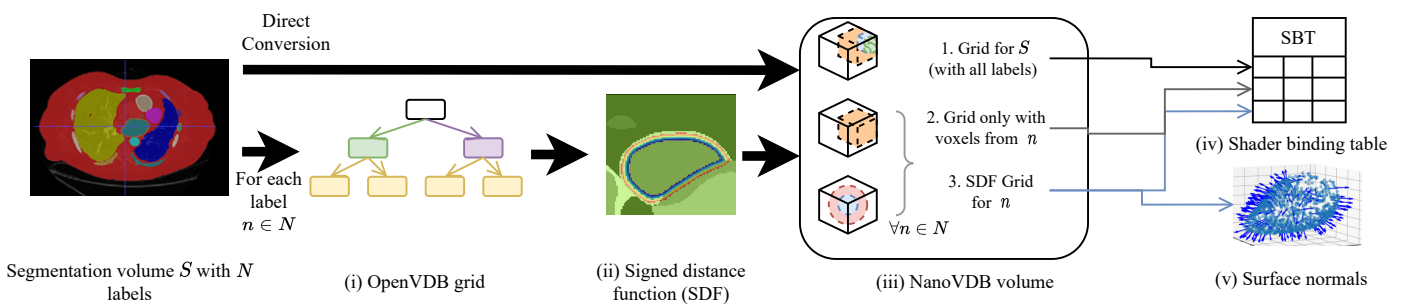 Direct
Conversion
For each
label
n ∈ N
Segmentation volume S with N
labels
(i) OpenVDB grid
(ii) Signed distance
function (SDF)
1. Grid for S
(with all labels)
2. Grid only with
voxels from n
3. SDF Grid
for n
∀n ∈ N
(iii) NanoVDB volume
SBT
(iv) Shader binding table
(v) Surface normals